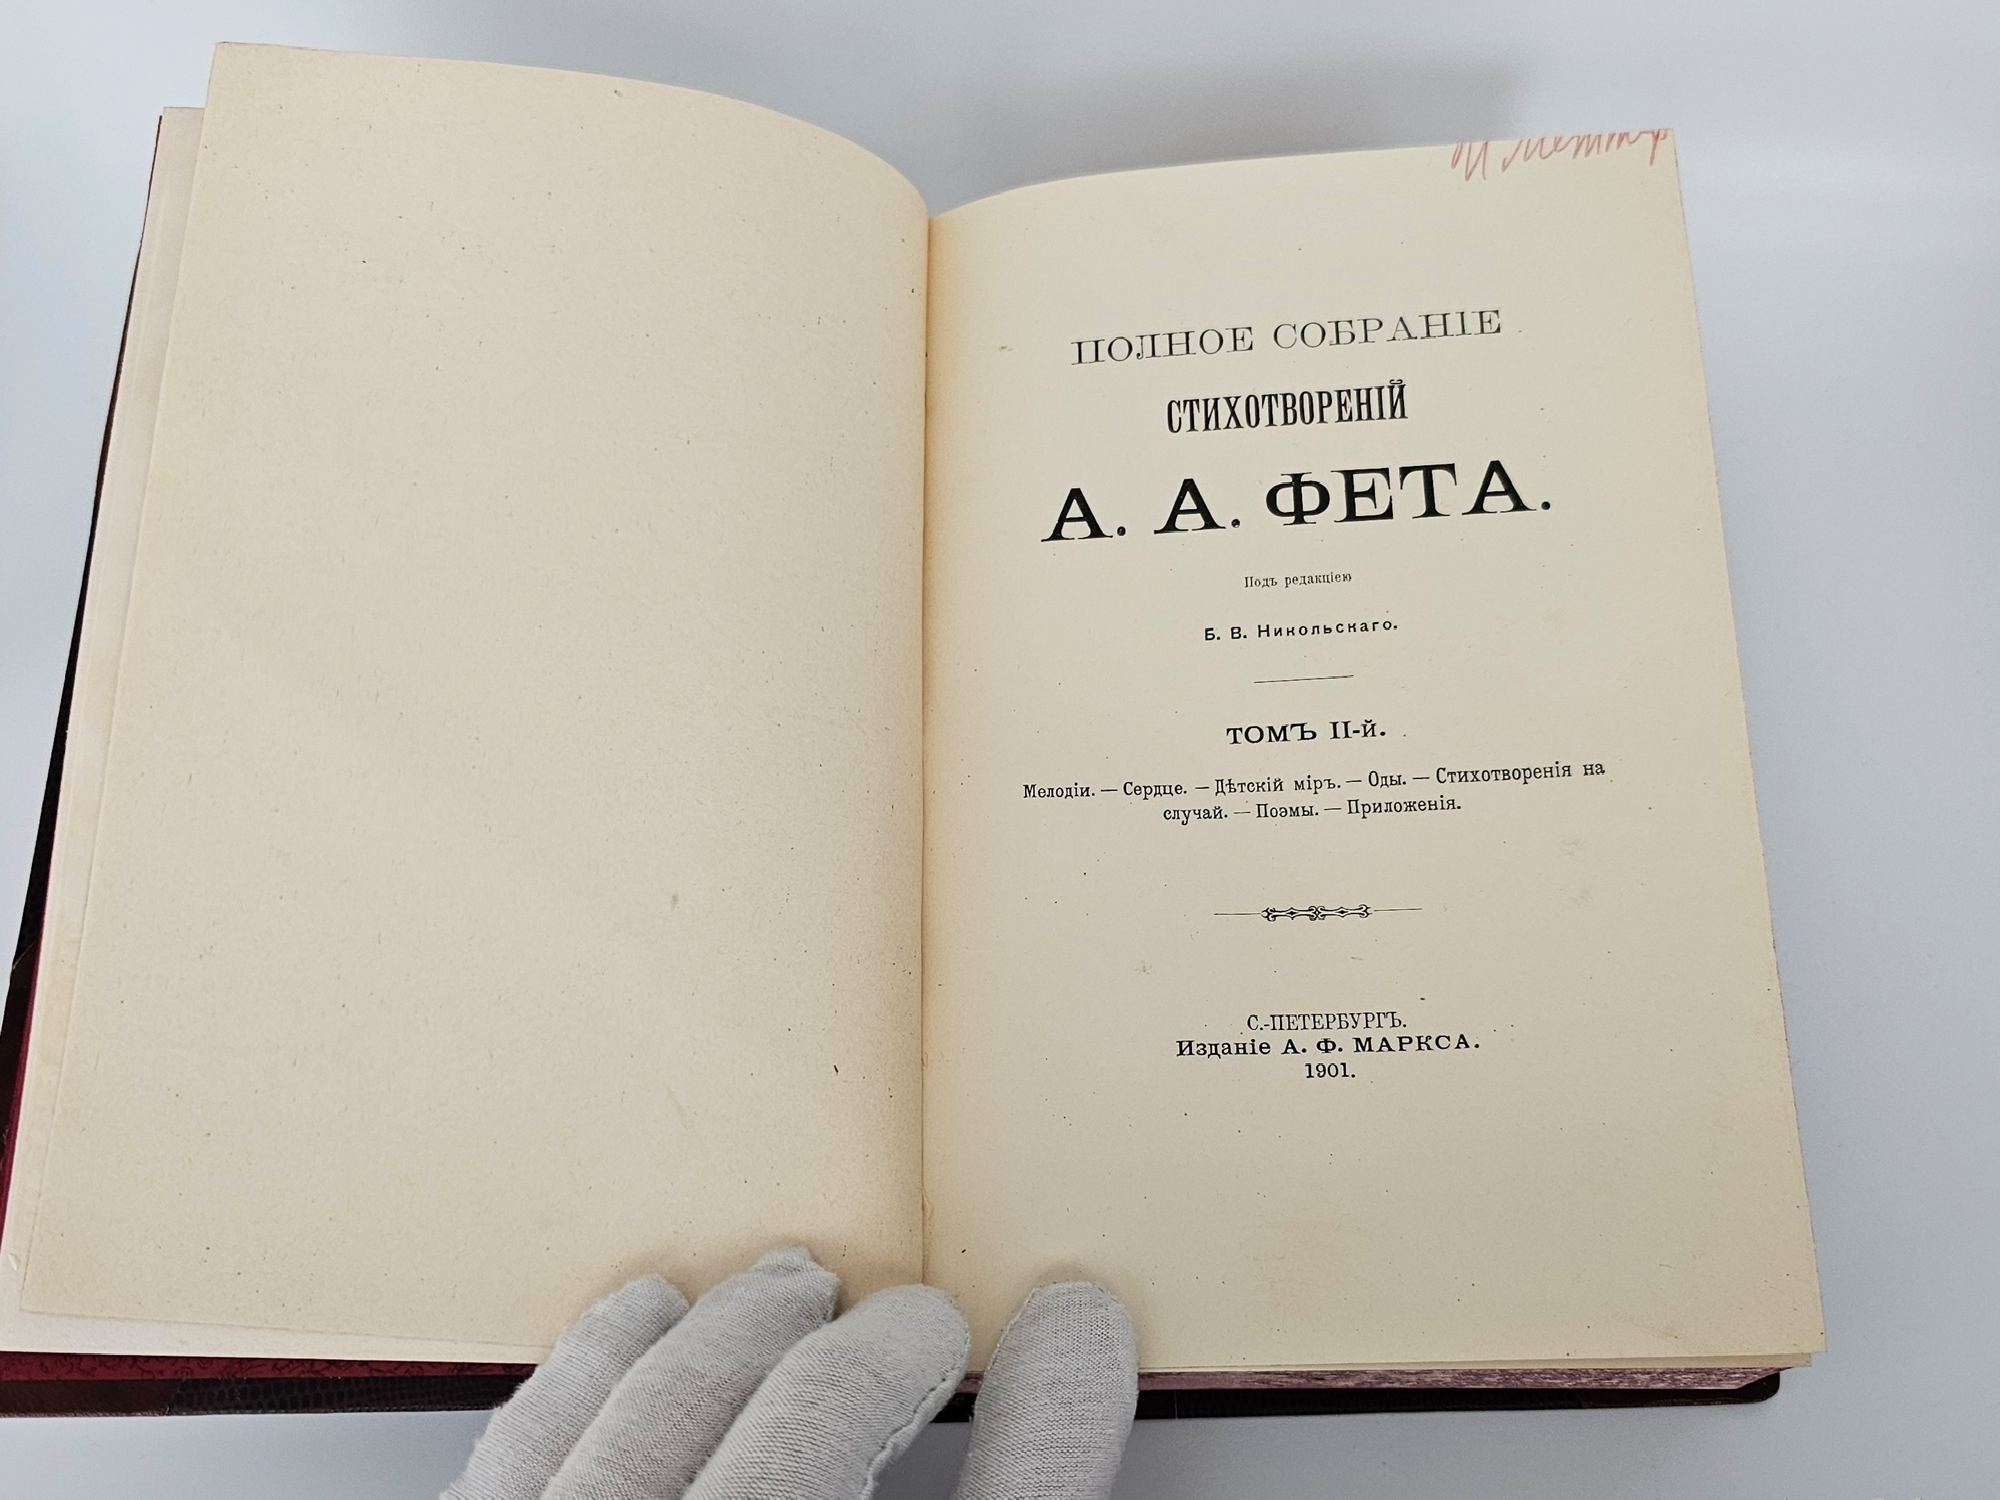 ПОЛНОЕ СОБРАНІЕ
СТИХОТВОРЕНІЙ
А. А. ФЕТА.
Подъ редакціею
Б. В. Никольскаго.
ТОМЪ II-й.
Мелодіи. — Сердце. — Дѣтскій міръ. — Оды. — Стихотворенія на
случай. — Поэмы. — Приложенія.
С.-ПЕТЕРБУРГЪ.
Изданіе А. Ф. МАРКСА.
1901.